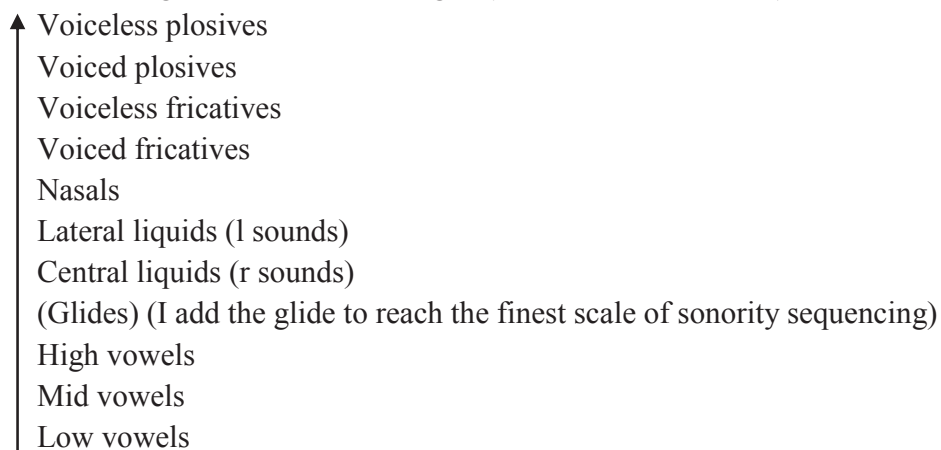 Voiceless plosives
Voiced plosives
Voiceless fricatives
Voiced fricatives
Nasals
Lateral liquids (l sounds)
Central liquids (r sounds)
(Glides) (I add the glide to reach the finest scale of sonority sequencing)
High vowels
Mid vowels
Low vowels